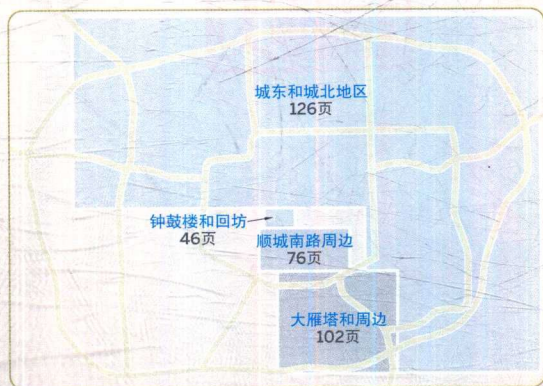 城东和城北地区
126页
钟鼓楼和回坊
46页
顺城南路周边
76页
大雁塔和周边
102页